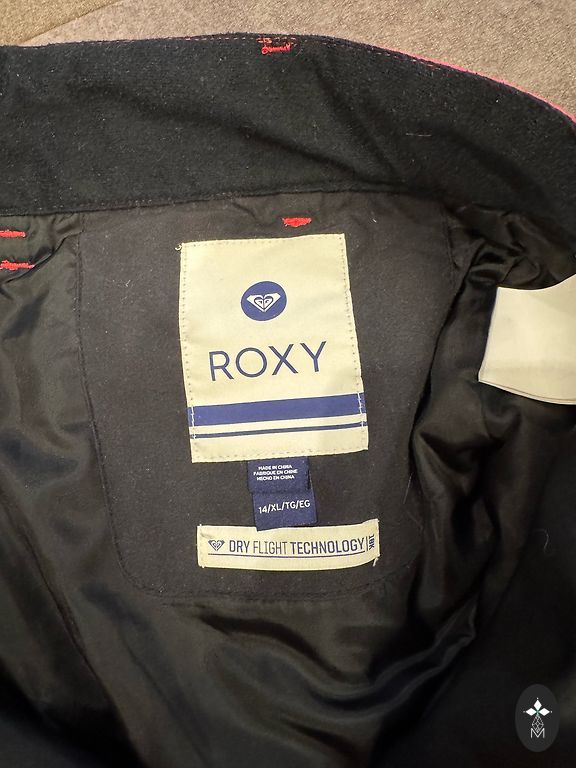 ROXY
MADE IN CHINA
FABRIQUE EN CHINE
HECHO EN CHINA
14/XL/TG/EG
DRY FLIGHT TECHNOLOGY
10K